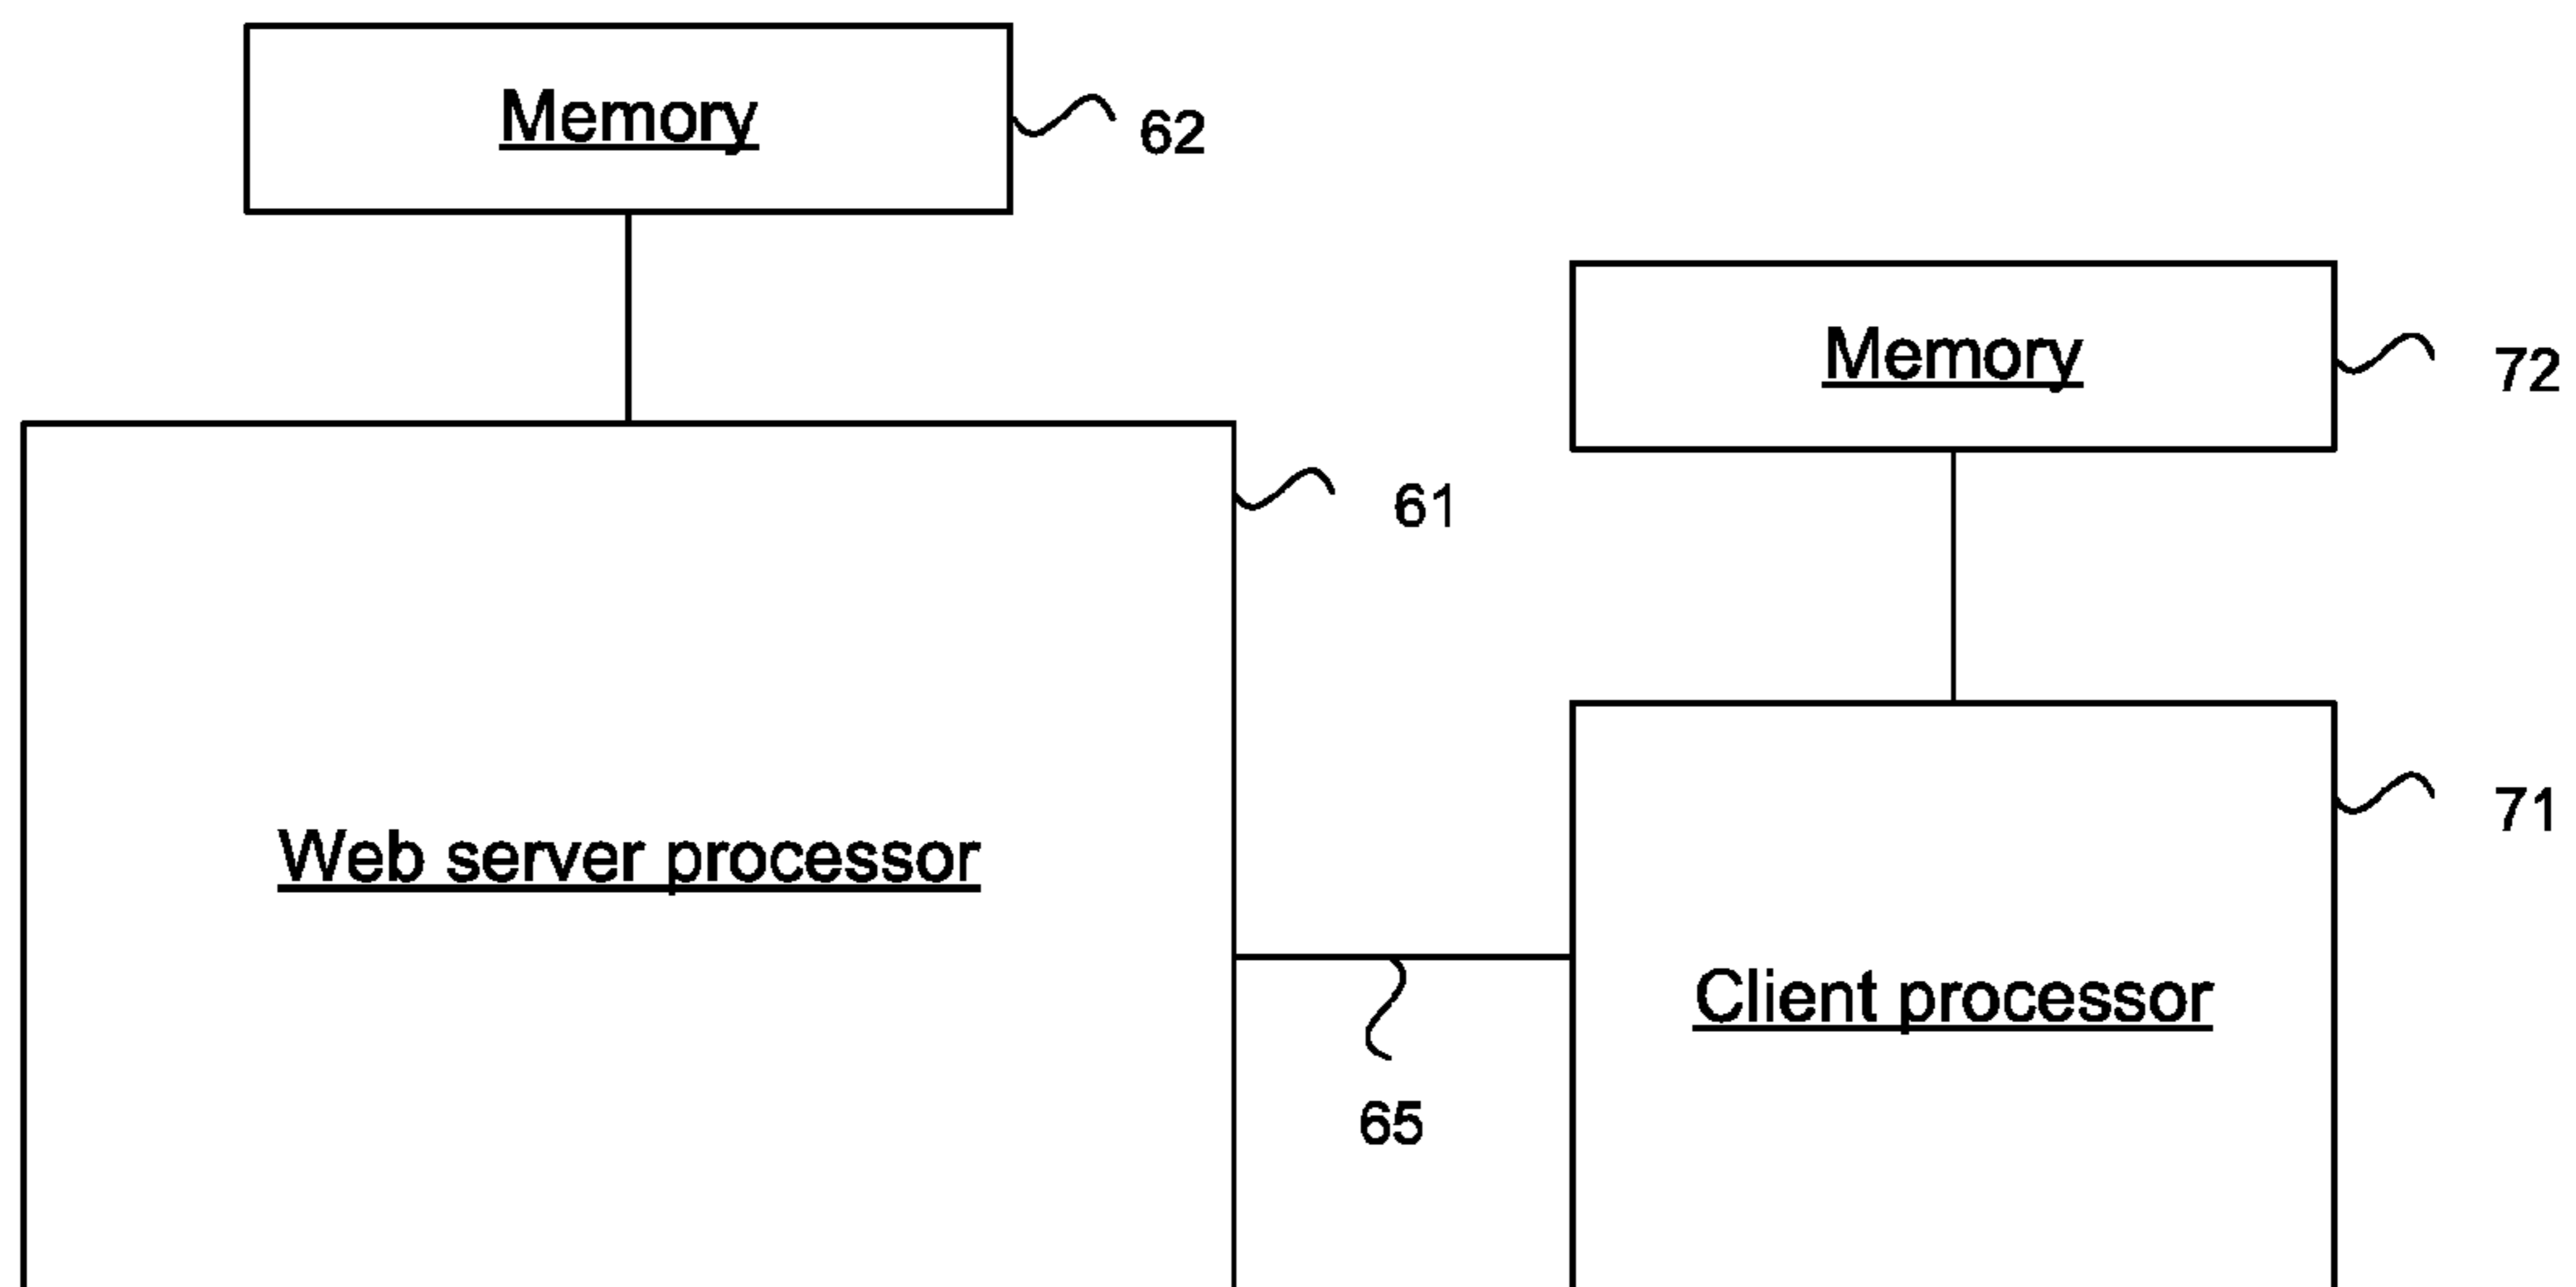 Memory
62
Memory
72
61
71
Web server processor
Client processor
65